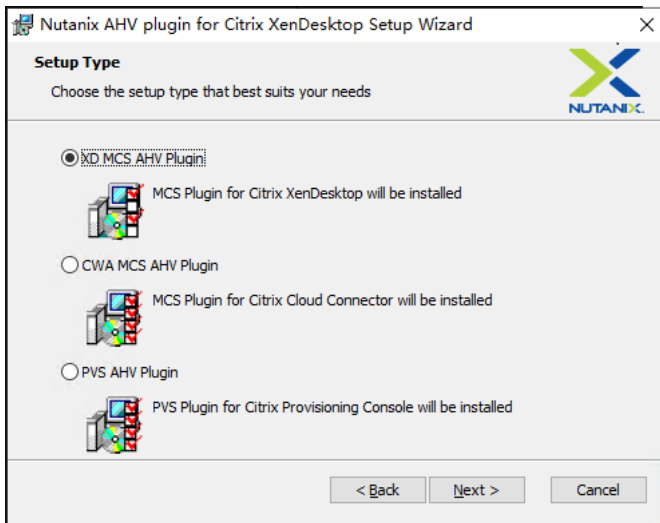 Nutanix AHV plugin for Citrix XenDesktop Setup Wizard
Setup Type
Choose the setup type that best suits your needs
NUTANIX.
XD MCS AHV Plugin
MCS Plugin for Citrix XenDesktop will be installed
CWA MCS AHV Plugin
MCS Plugin for Citrix Cloud Connector will be installed
PVS AHV Plugin
PVS Plugin for Citrix Provisioning Console will be installed
< Back Next > Cancel